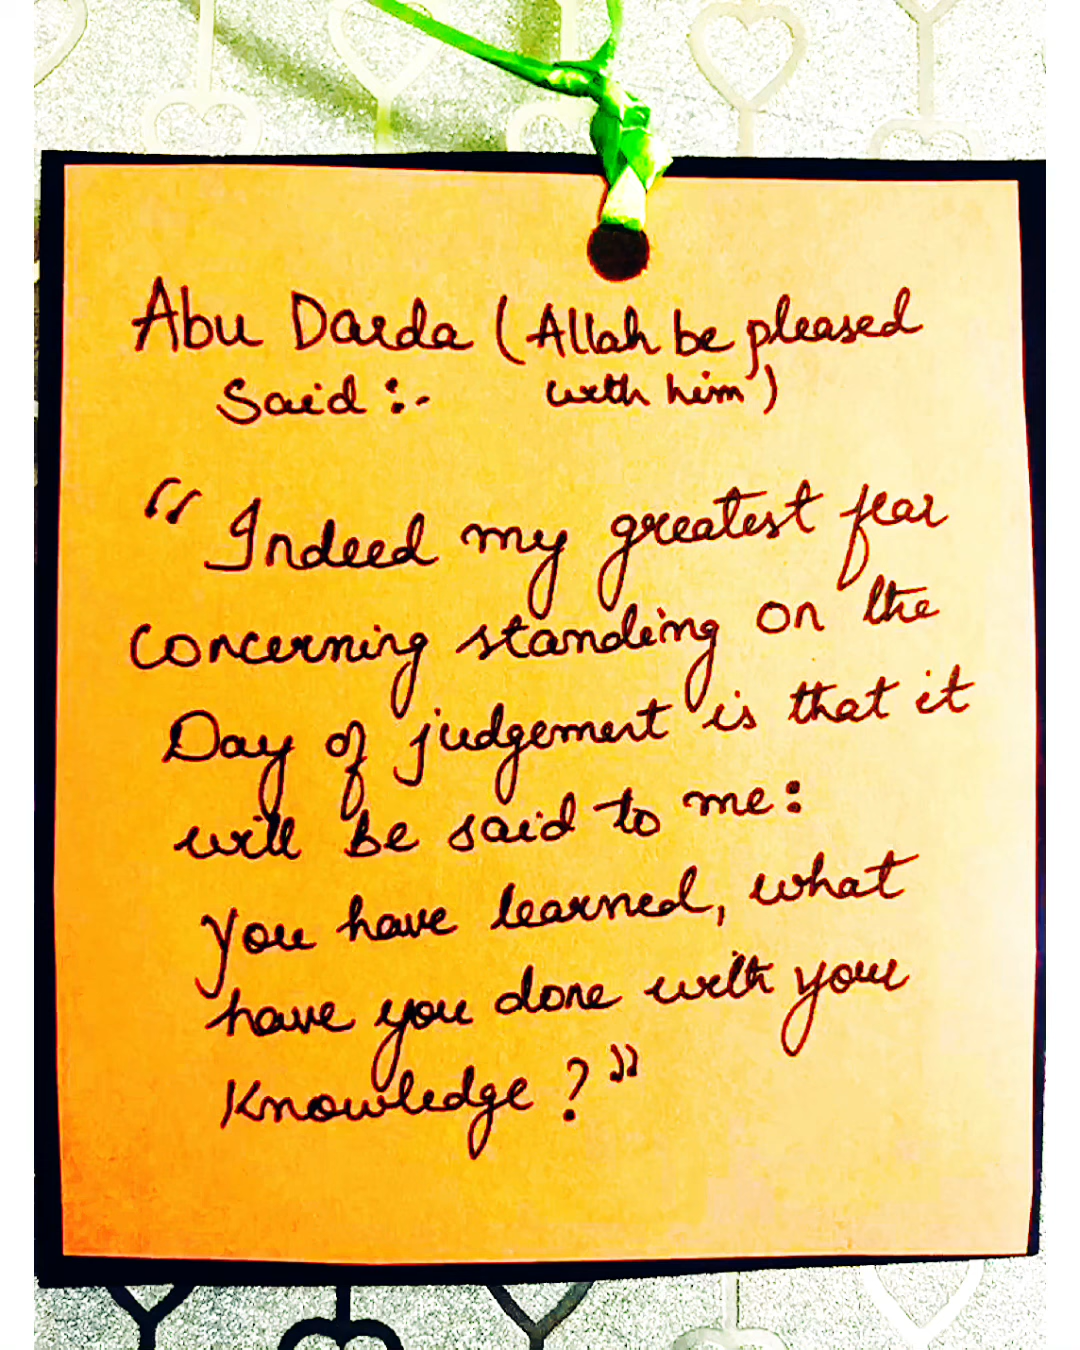 Abu Darda (Allah be pleased
said :- with him)
"Indeed my greatest fear
concerning standing on the
Day of judgement is that it
will be said to me:
you have learned, what
have you done with your
knowledge?"